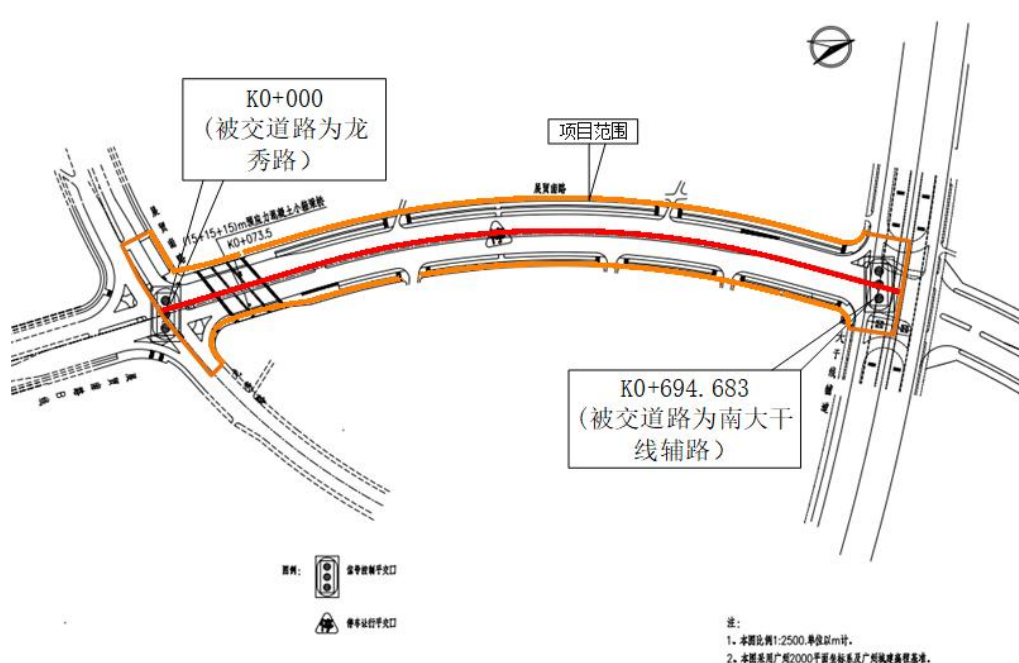 K0+000
(被交道路为龙
秀路)
项目范围
晨贺南路
(15+15+15)m预应力混凝土小箱梁桥
K0+073.5
停
K0+694.683
(被交道路为南大干
线辅路)
图例:
信号控制平交口
停
停车让行平交口
注:
1、本图比例1:2500,单位以m计。
2、本图采用广州2000平面坐标系及广州城建高程基准。